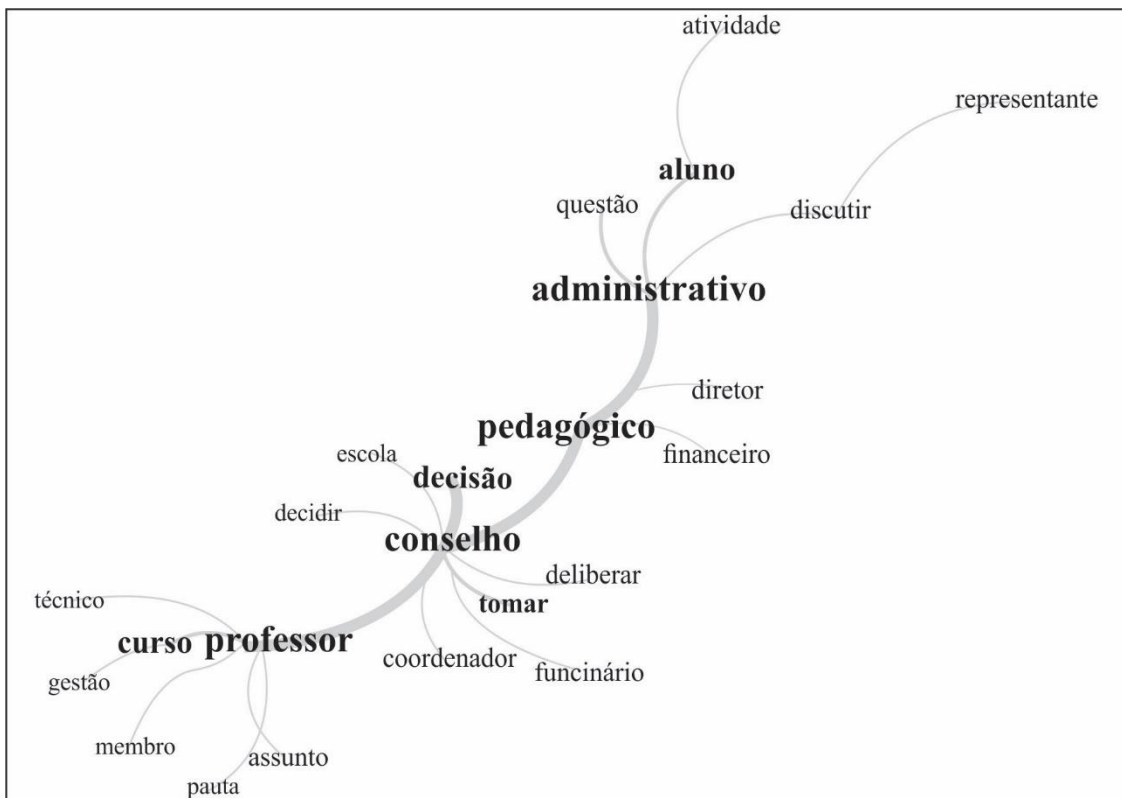 atividade
representante
aluno
questão
discutir
administrativo
diretor
pedagógico
financeiro
escola
decisão
decidir
conselho
deliberar
tomar
técnico
curso professor
coordenador
funcinário
gestão
membro
assunto
pauta